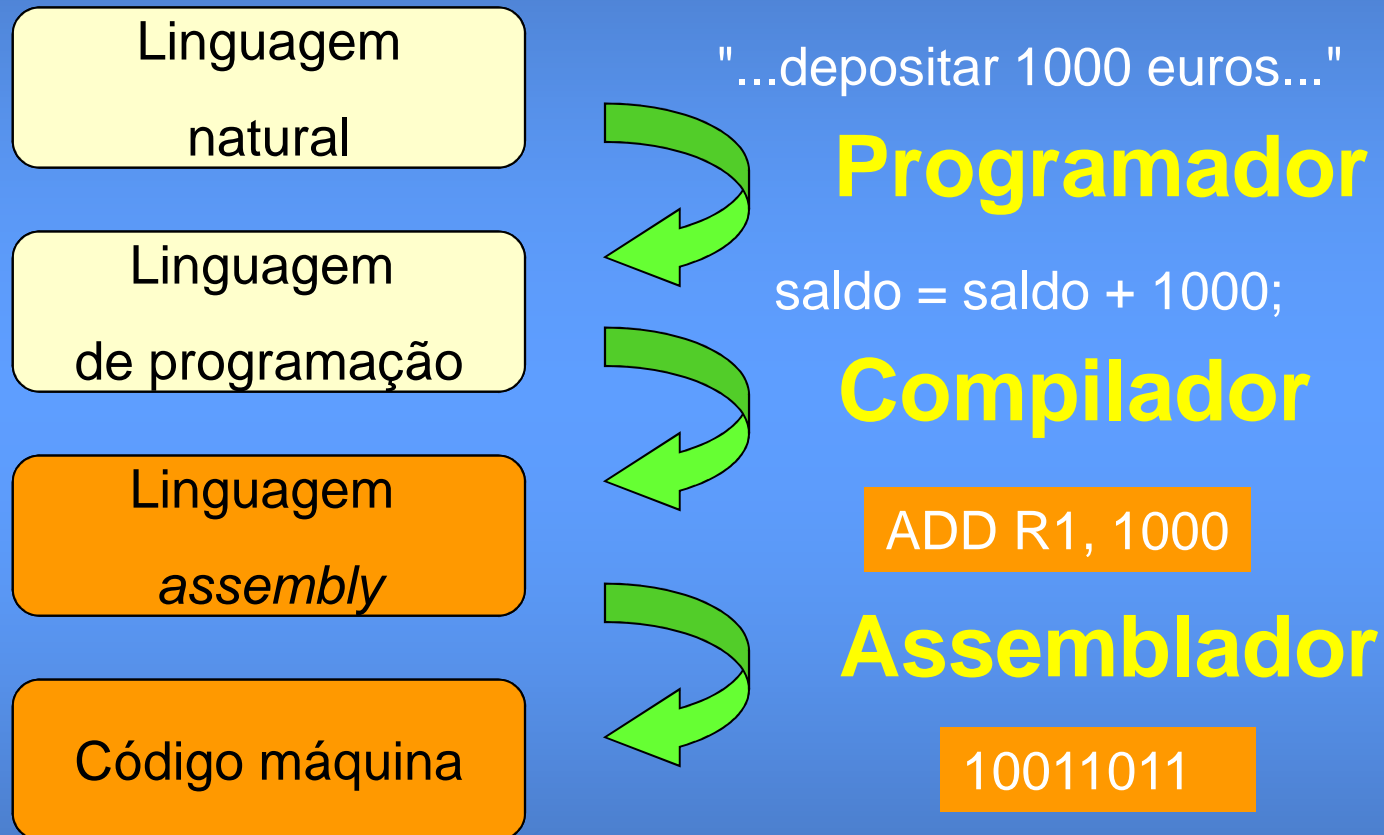 Linguagem
natural
"...depositar 1000 euros..."
Programador
Linguagem
de programação
saldo = saldo + 1000;
Compilador
Linguagem
assembly
ADD R1, 1000
Assemblador
Código máquina
10011011